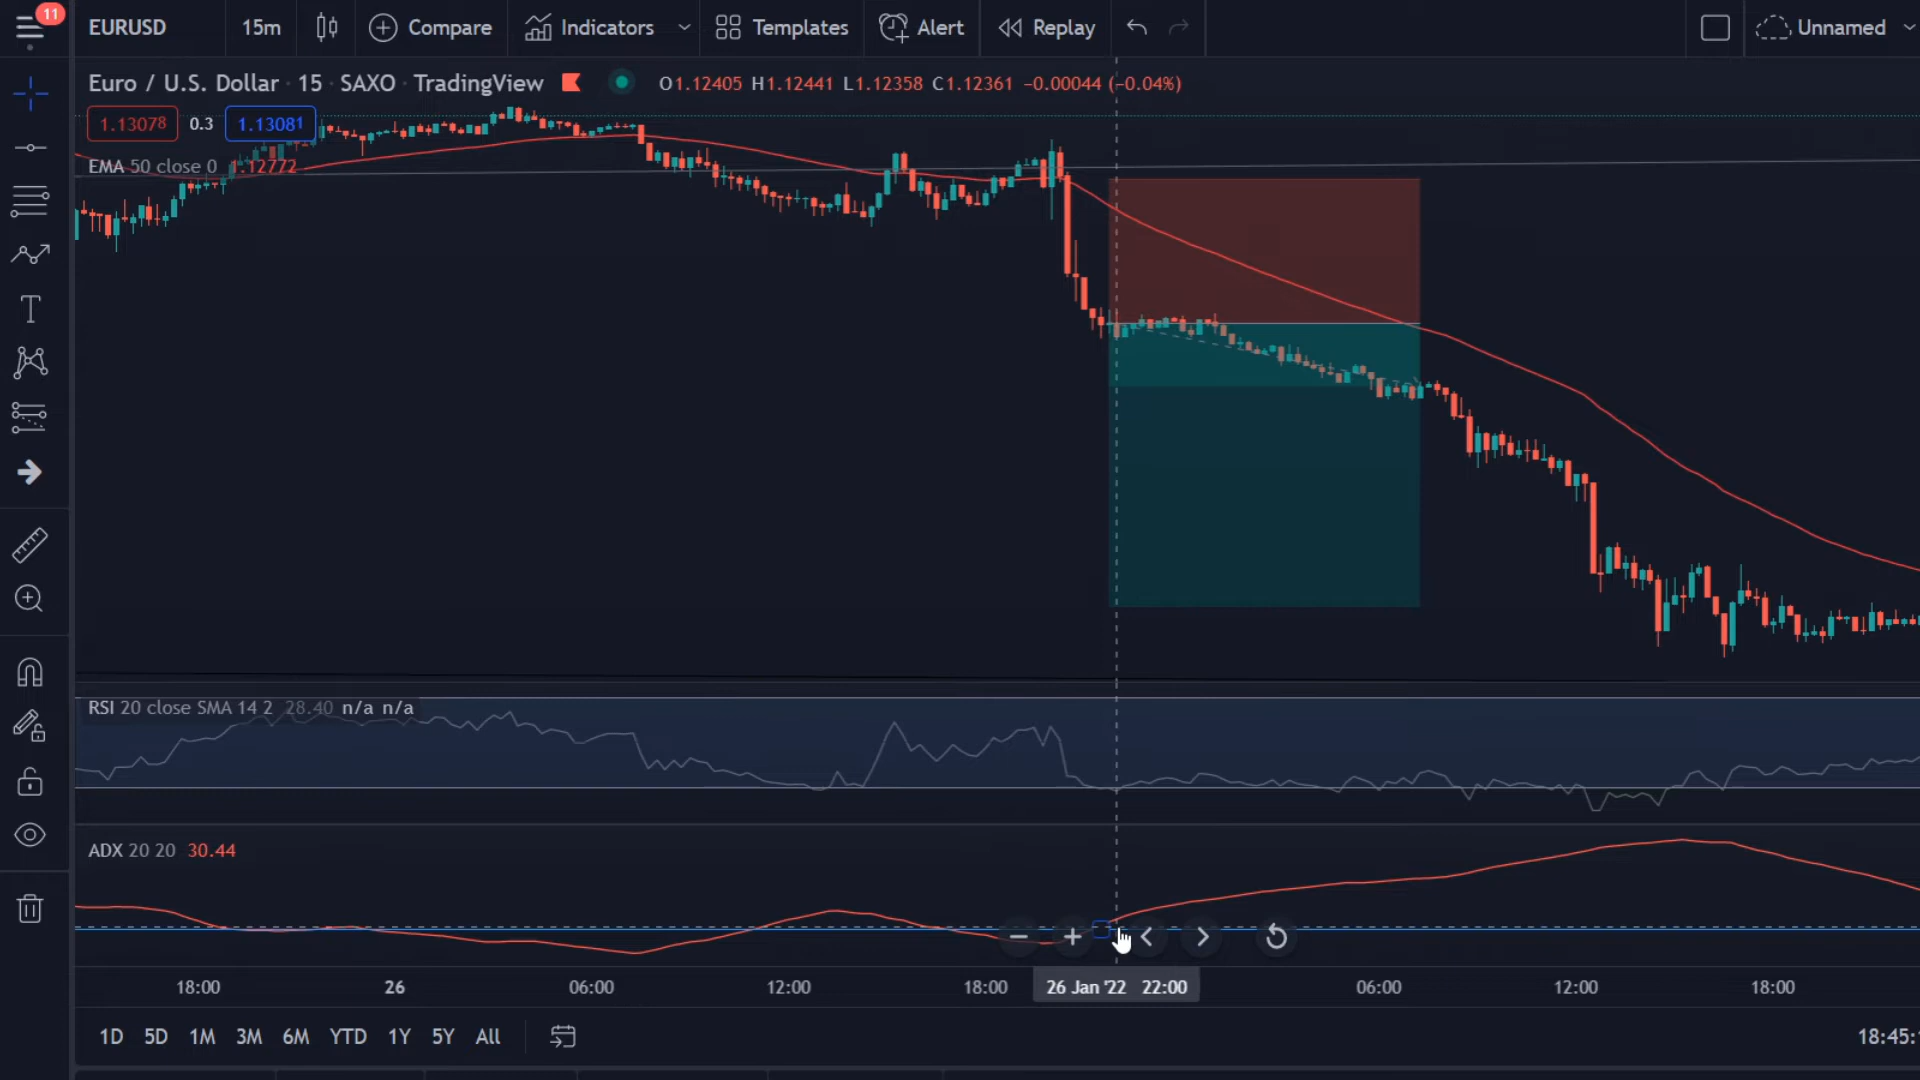 11
EURUSD 15m Compare Indicators Templates Alert Replay Unnamed
Euro / U.S. Dollar · 15 · SAXO · TradingView O1.12405 H1.12441 L1.12358 C1.12361 −0.00044 (−0.04%)
1.13078 0.3 1.13081
EMA 50 close 0 1.12772
RSI 20 close SMA 14 2 28.40 n/a n/a
ADX 20 20 30.44
18:00 26 06:00 12:00 18:00 26 Jan '22 22:00 06:00 12:00 18:00
1D 5D 1M 3M 6M YTD 1Y 5Y All 18:45: